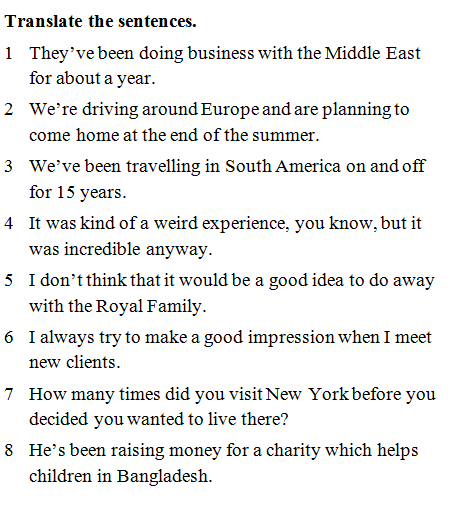 Translate the sentences.
1 They've been doing business with the Middle East
for about a year.
2 We're driving around Europe and are planning to
come home at the end of the summer.
3 We've been travelling in South America on and off
for 15 years.
4 It was kind of a weird experience, you know, but it
was incredible anyway.
5 I don't think that it would be a good idea to do away
with the Royal Family.
6 I always try to make a good impression when I meet
new clients.
7 How many times did you visit New York before you
decided you wanted to live there?
8 He's been raising money for a charity which helps
children in Bangladesh.